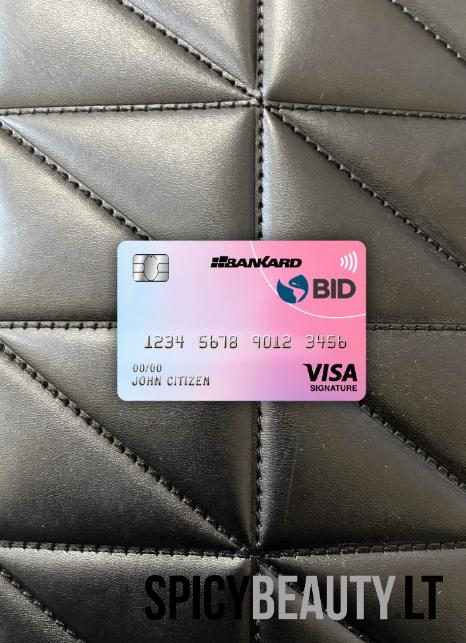 BANKARD
BID
1234 5678 9012 3456
00/00
JOHN CITIZEN
VISA
SIGNATURE
SPICYBEAUTY.LT